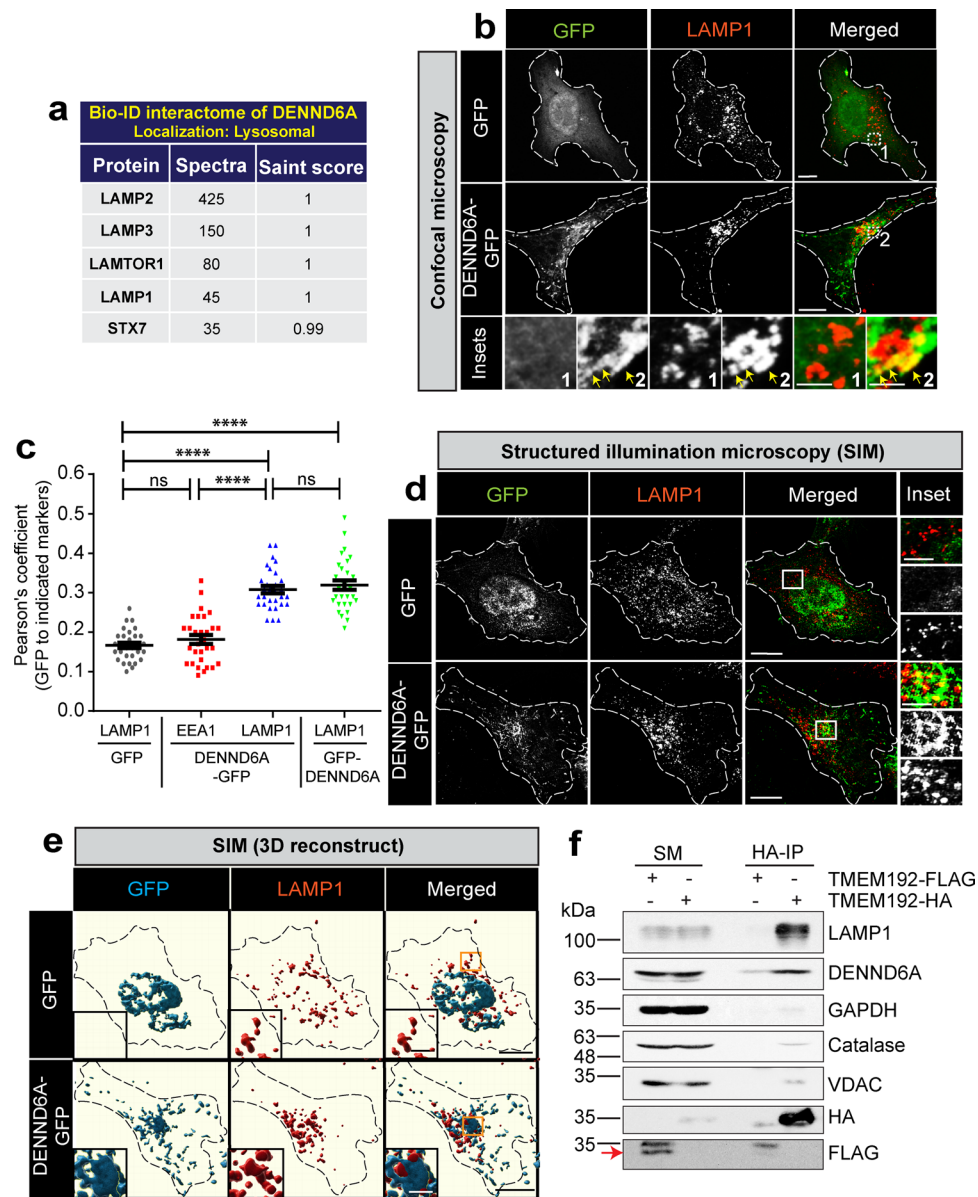 a
Bio-ID interactome of DENND6A
Localization: Lysosomal
Protein Spectra Saint score
LAMP2 425 1
LAMP3 150 1
LAMTOR1 80 1
LAMP1 45 1
STX7 35 0.99
b
GFP LAMP1 Merged
Confocal microscopy
GFP
1
DENND6A-
GFP
2
Insets
1 2 1 2 1 2
c
****
****
ns **** ns
Pearson's coefficient
(GFP to indicated markers)
0.6
0.5
0.4
0.3
0.2
0.1
0.0
LAMP1 EEA1 LAMP1 LAMP1
GFP DENND6A
-GFP
GFP-
DENND6A
Structured illumination microscopy (SIM)
d
GFP LAMP1 Merged Inset
GFP
DENND6A-
GFP
e
SIM (3D reconstruct)
GFP LAMP1 Merged
GFP
DENND6A-
GFP
f
SM HA-IP
+ - + - TMEM192-FLAG
- + - + TMEM192-HA
kDa
100 LAMP1
63 DENND6A
35 GAPDH
63
48 Catalase
35 VDAC
35 HA
35 FLAG